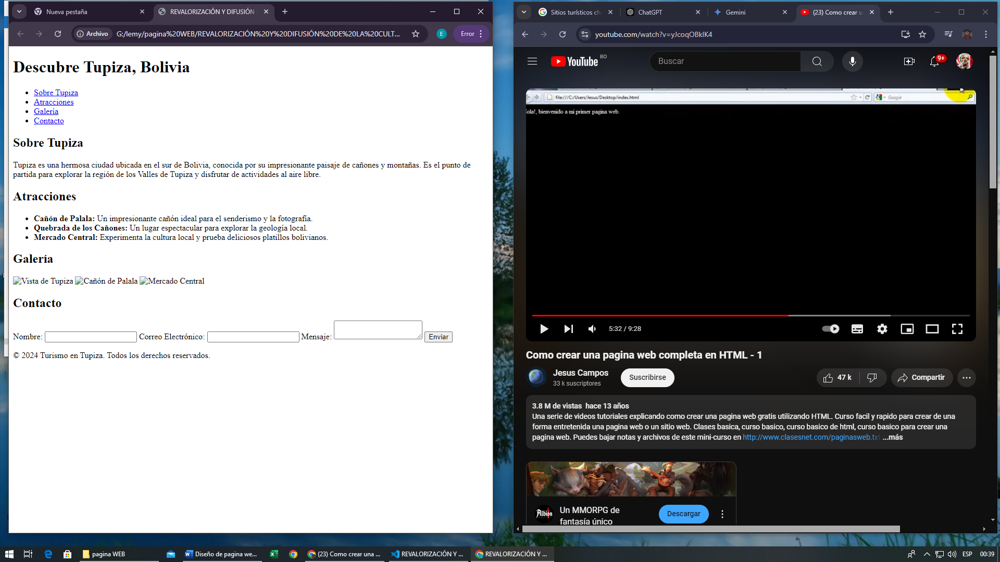 Nueva pestaña
REVALORIZACIÓN Y DIFUSIÓN
Archivo
G:/lemy/pagina%20WEB/REVALORIZACIÓN%20Y%20DIFUSIÓN%20DE%20LA%20CULT...
E
Error
Descubre Tupiza, Bolivia
Sobre Tupiza
Atracciones
Galería
Contacto
Sobre Tupiza
Tupiza es una hermosa ciudad ubicada en el sur de Bolivia, conocida por su impresionante paisaje de cañones y montañas. Es el punto de
partida para explorar la región de los Valles de Tupiza y disfrutar de actividades al aire libre.
Atracciones
Cañón de Palala: Un impresionante cañón ideal para el senderismo y la fotografía.
Quebrada de los Cañones: Un lugar espectacular para explorar la geología local.
Mercado Central: Experimenta la cultura local y prueba deliciosos platillos bolivianos.
Galería
Vista de Tupiza Cañón de Palala Mercado Central
Contacto
Nombre: Correo Electrónico: Mensaje: Enviar
© 2024 Turismo en Tupiza. Todos los derechos reservados.
Sitios turísticos ch
ChatGPT
Gemini
(23) Como crear u
youtube.com/watch?v=yJcoqOBklK4
YouTube BO
Buscar
9+
file:///C:/Users/Jesus/Desktop/index.html
Google
ola!, bienvenido a mi primer pagina web.
5:32 / 9:28
Como crear una pagina web completa en HTML - 1
Jesus Campos
33 k suscriptores
Suscribirse
47 k
Compartir
3.8 M de vistas hace 13 años
Una serie de videos tutoriales explicando como crear una pagina web gratis utilizando HTML. Curso facil y rapido para crear de una
forma entretenida una pagina web o un sitio web. Clases basica, curso basico, curso basico de html, curso basico para crear una
pagina web. Puedes bajar notas y archivos de este mini-curso en http://www.clasesnet.com/paginasweb.txt ...más
Albion
Un MMORPG de
fantasía único
Descargar
pagina WEB
Diseño de pagina we...
(23) Como crear una ...
REVALORIZACIÓN Y ...
REVALORIZACIÓN Y ...
ESP
00:39